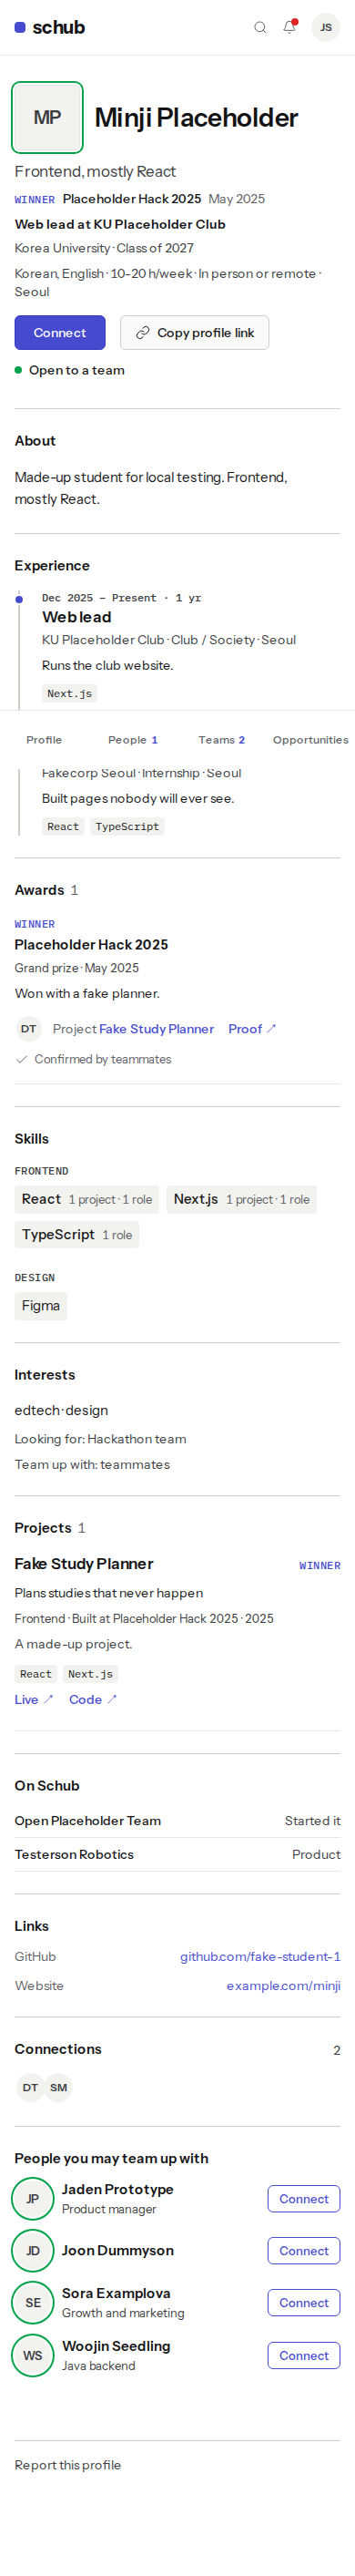 schub
JS
MP
Minji Placeholder
Frontend, mostly React
WINNER Placeholder Hack 2025 May 2025
Web lead at KU Placeholder Club
Korea University · Class of 2027
Korean, English · 10-20 h/week · In person or remote ·
Seoul
Connect
Copy profile link
Open to a team
About
Made-up student for local testing. Frontend,
mostly React.
Experience
Dec 2025 – Present · 1 yr
Web lead
KU Placeholder Club · Club / Society · Seoul
Runs the club website.
Next.js
Profile People 1 Teams 2 Opportunities
Fakecorp Seoul · Internship · Seoul
Built pages nobody will ever see.
React TypeScript
Awards 1
WINNER
Placeholder Hack 2025
Grand prize · May 2025
Won with a fake planner.
DT Project Fake Study Planner Proof ↗
Confirmed by teammates
Skills
FRONTEND
React 1 project · 1 role Next.js 1 project · 1 role
TypeScript 1 role
DESIGN
Figma
Interests
edtech · design
Looking for: Hackathon team
Team up with: teammates
Projects 1
Fake Study Planner WINNER
Plans studies that never happen
Frontend · Built at Placeholder Hack 2025 · 2025
A made-up project.
React Next.js
Live ↗ Code ↗
On Schub
Open Placeholder Team Started it
Testerson Robotics Product
Links
GitHub github.com/fake-student-1
Website example.com/minji
Connections 2
DT SM
People you may team up with
JP Jaden Prototype Connect
Product manager
JD Joon Dummyson Connect
SE Sora Examplova Connect
Growth and marketing
WS Woojin Seedling Connect
Java backend
Report this profile